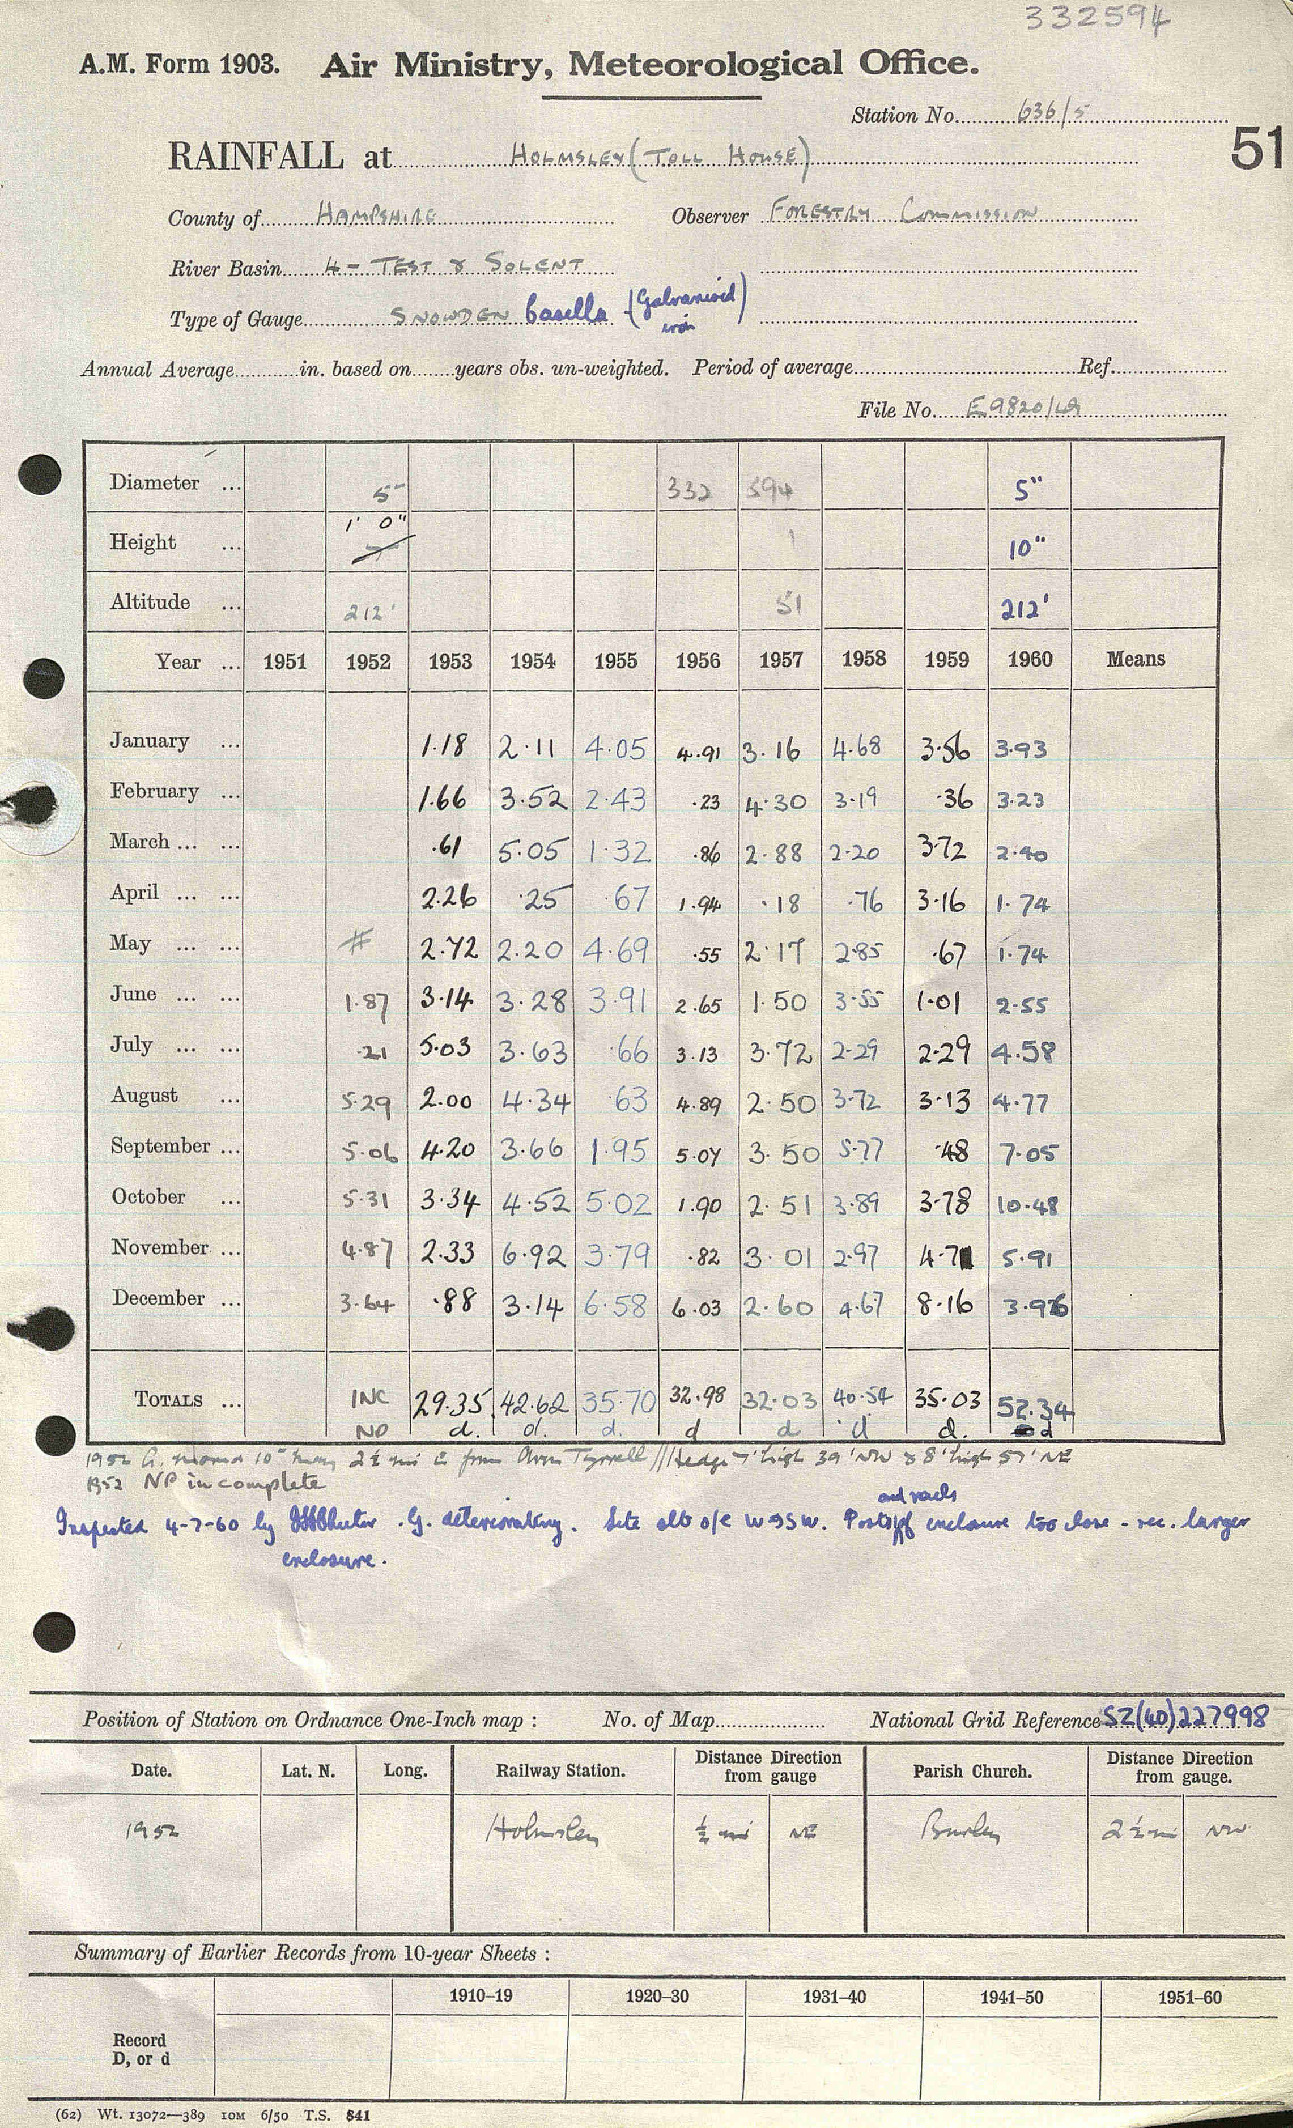 332594
A.M. Form 1903. Air Ministry, Meteorological Office.
Station No. 636/5
51
RAINFALL at HOLMSLEY (TOLL HOUSE)
County of HAMPSHIRE Observer FORESTRY COMMISSION
River Basin 4 - TEST & SOLENT
Type of Gauge SNOWDEN Casella (Galvanised iron)
Annual Average in. based on years obs. un-weighted. Period of average Ref.
File No. E9820/49
Diameter ... 5" 332 594 5"
Height ... 1' 0" 1 10"
Altitude ... 212' 51 212'
Year ... 1951 1952 1953 1954 1955 1956 1957 1958 1959 1960 Means
January ... 1.18 2.11 4.05 4.91 3.16 4.68 3.56 3.93
February ... 1.66 3.52 2.43 .23 4.30 3.19 .36 3.23
March ... ... .61 5.05 1.32 .86 2.88 2.20 3.72 2.40
April ... ... 2.26 .25 .67 1.94 .18 .76 3.16 1.74
May ... ... # 2.72 2.20 4.69 .55 2.17 2.85 .67 1.74
June ... ... 1.87 3.14 3.28 3.91 2.65 1.50 3.55 1.01 2.55
July ... ... .21 5.03 3.63 .66 3.13 3.72 2.29 2.29 4.58
August ... 5.29 2.00 4.34 .63 4.89 2.50 3.72 3.13 4.77
September ... 5.06 4.20 3.66 1.95 5.07 3.50 5.77 .48 7.05
October ... 5.31 3.34 4.52 5.02 1.90 2.51 3.89 3.78 10.48
November ... 4.87 2.33 6.92 3.79 .82 3.01 2.97 4.71 5.91
December ... 3.64 .88 3.14 6.58 6.03 2.60 4.67 8.16 3.96
TOTALS ... INC 29.35 42.62 35.70 32.98 32.03 40.54 35.03 52.34
NP d. d. d. d d d d. d
1952 G. moved 10" 2½ mi E from Avon Tyrrell // Hedge 7' high 39' NW & 8' high 57' NE
1952 NP incomplete
and rails
Inspected 4-7-60 by . G. deteriorating. Site alt o/e W-SSW. Posts of enclosure too close - rec. larger
enclosure.
Position of Station on Ordnance One-Inch map : No. of Map National Grid Reference SZ(40)227998
Date. Lat. N. Long. Railway Station. Distance from gauge Direction Parish Church. Distance from gauge. Direction
1952 Holmsley ½ mi NE Burley 2½ mi NW
Summary of Earlier Records from 10-year Sheets :
1910–19 1920–30 1931–40 1941–50 1951–60
Record
D, or d
(62) Wt. 13072—389 10M 6/50 T.S. 841